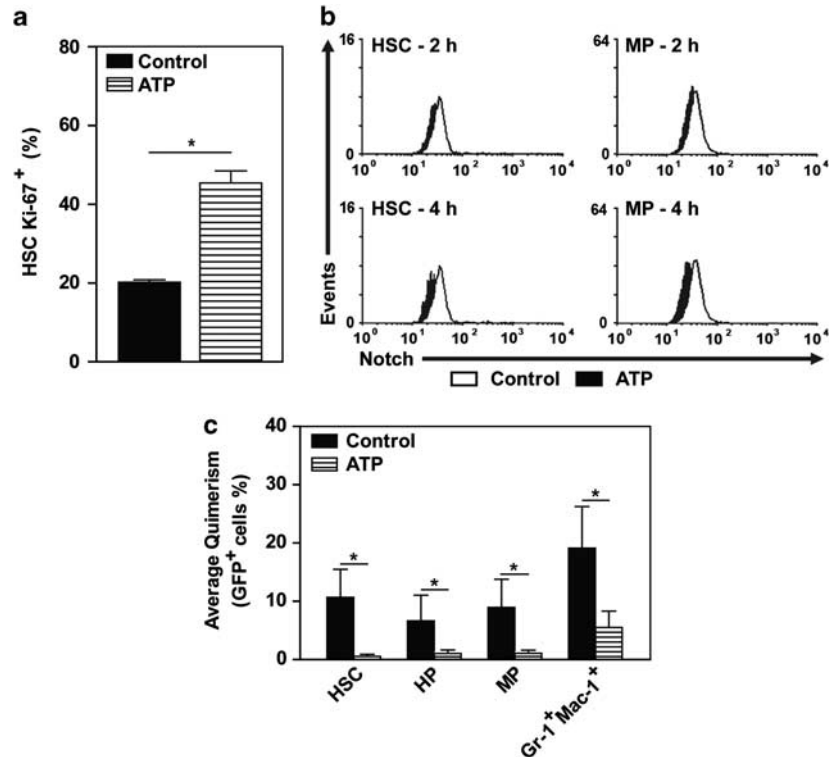 a
80
60
40
20
0
HSC Ki-67+ (%)
Control
ATP
*
b
HSC - 2 h
16
0
10^0 10^1 10^2 10^3 10^4
MP - 2 h
64
0
10^0 10^1 10^2 10^3 10^4
HSC - 4 h
16
0
10^0 10^1 10^2 10^3 10^4
MP - 4 h
64
0
10^0 10^1 10^2 10^3 10^4
Events
Notch
Control ATP
c
40
30
20
10
0
Average Quimerism
(GFP+ cells %)
Control
ATP
* * * *
HSC HP MP Gr-1+Mac-1+